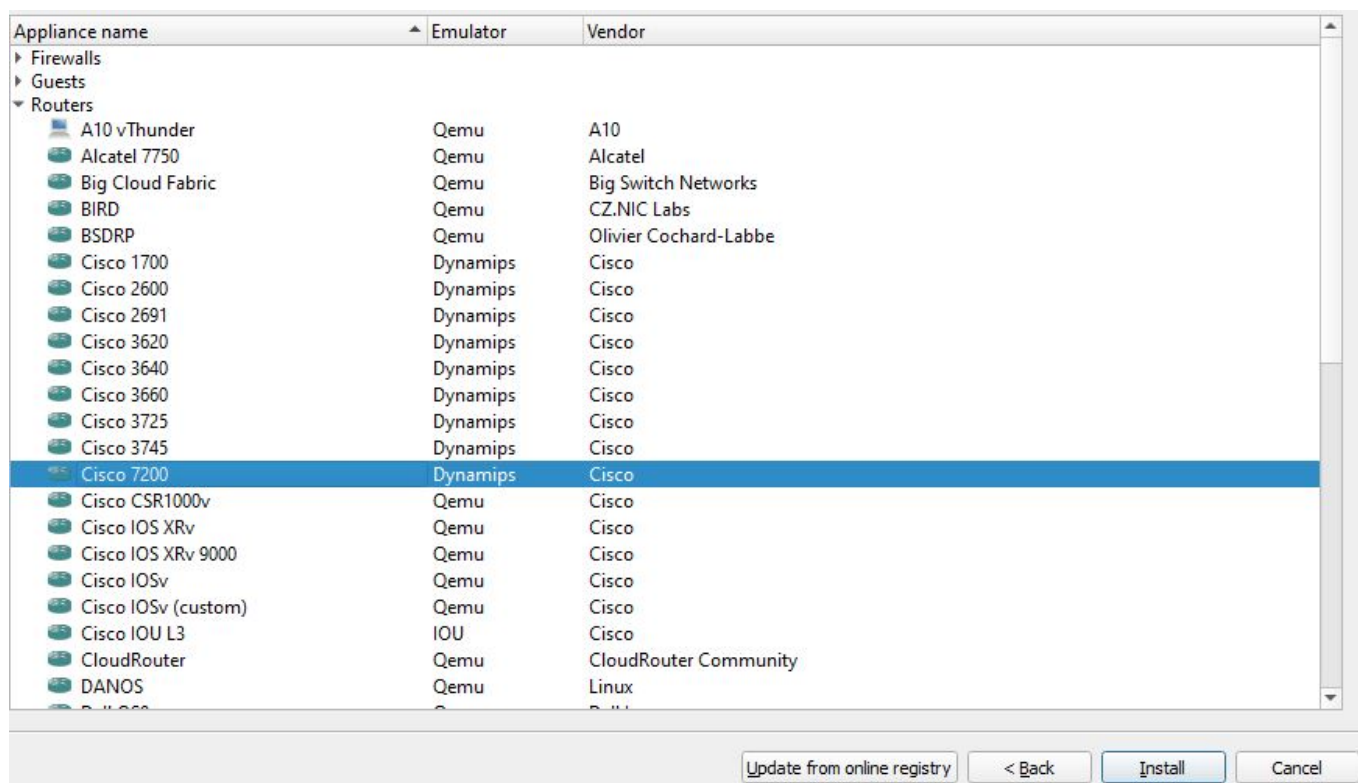 Appliance name Emulator Vendor
Firewalls
Guests
Routers
A10 vThunder Qemu A10
Alcatel 7750 Qemu Alcatel
Big Cloud Fabric Qemu Big Switch Networks
BIRD Qemu CZ.NIC Labs
BSDRP Qemu Olivier Cochard-Labbe
Cisco 1700 Dynamips Cisco
Cisco 2600 Dynamips Cisco
Cisco 2691 Dynamips Cisco
Cisco 3620 Dynamips Cisco
Cisco 3640 Dynamips Cisco
Cisco 3660 Dynamips Cisco
Cisco 3725 Dynamips Cisco
Cisco 3745 Dynamips Cisco
Cisco 7200 Dynamips Cisco
Cisco CSR1000v Qemu Cisco
Cisco IOS XRv Qemu Cisco
Cisco IOS XRv 9000 Qemu Cisco
Cisco IOSv Qemu Cisco
Cisco IOSv (custom) Qemu Cisco
Cisco IOU L3 IOU Cisco
CloudRouter Qemu CloudRouter Community
DANOS Qemu Linux
Update from online registry < Back Install Cancel